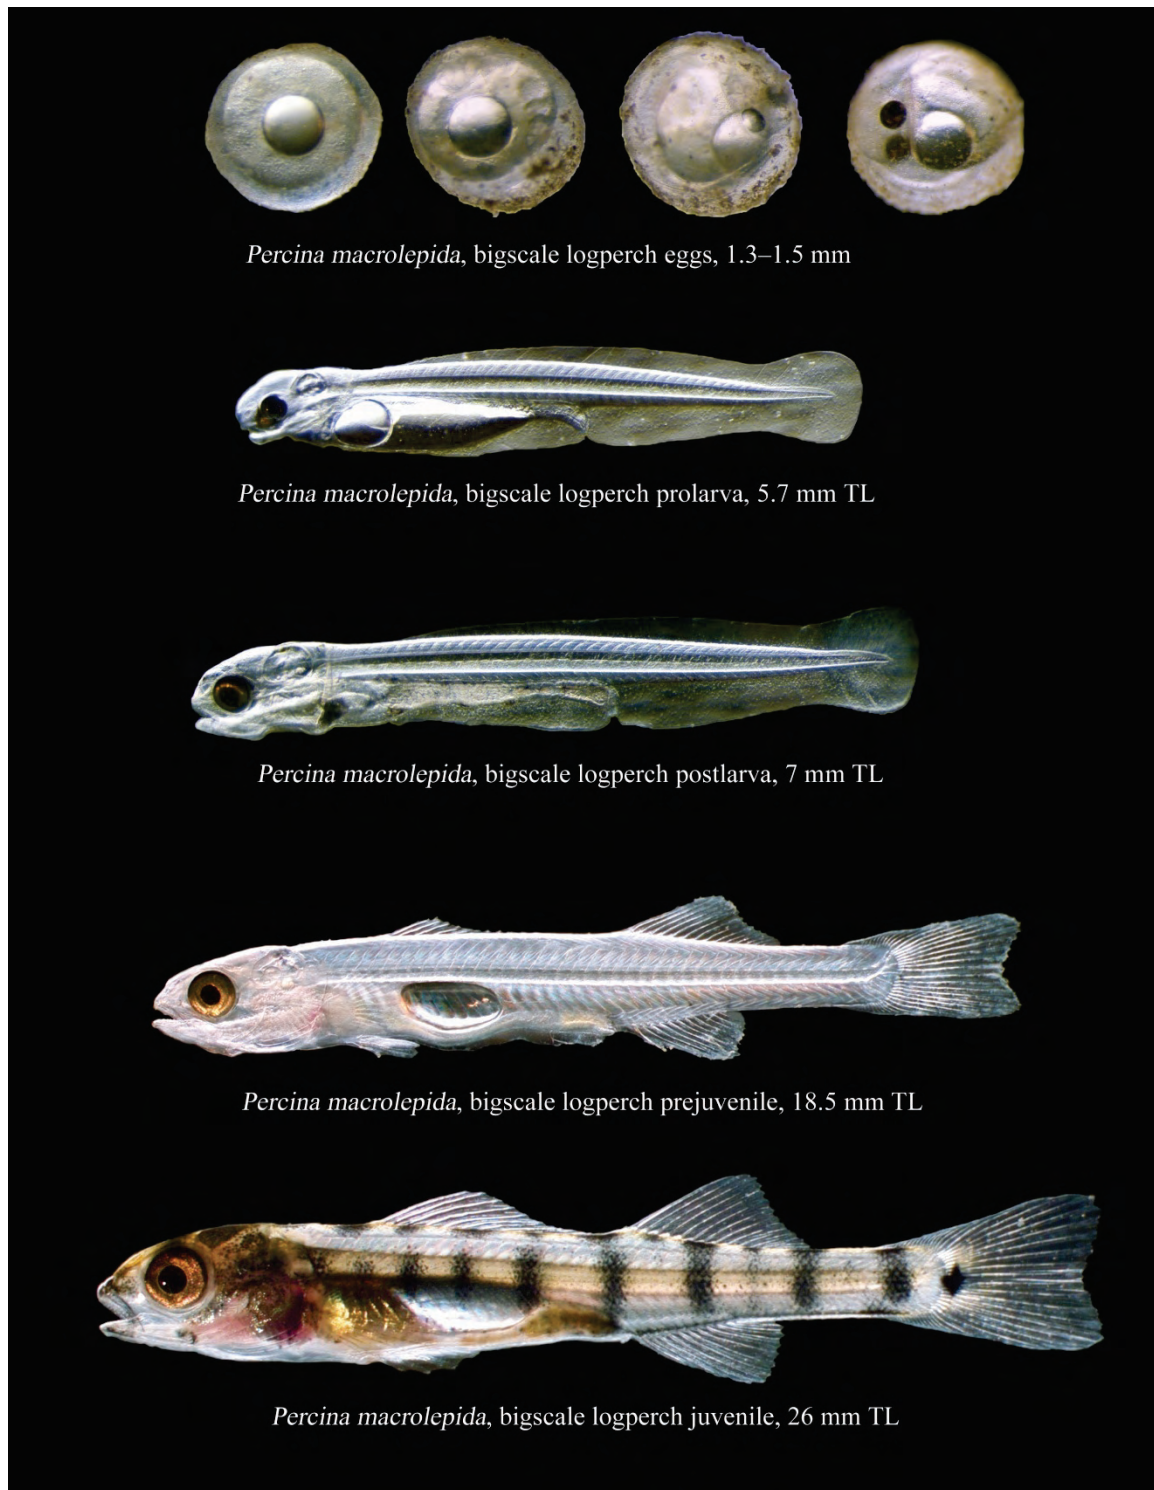 Percina macrolepida, bigscale logperch eggs, 1.3–1.5 mm
Percina macrolepida, bigscale logperch prolarva, 5.7 mm TL
Percina macrolepida, bigscale logperch postlarva, 7 mm TL
Percina macrolepida, bigscale logperch prejuvenile, 18.5 mm TL
Percina macrolepida, bigscale logperch juvenile, 26 mm TL